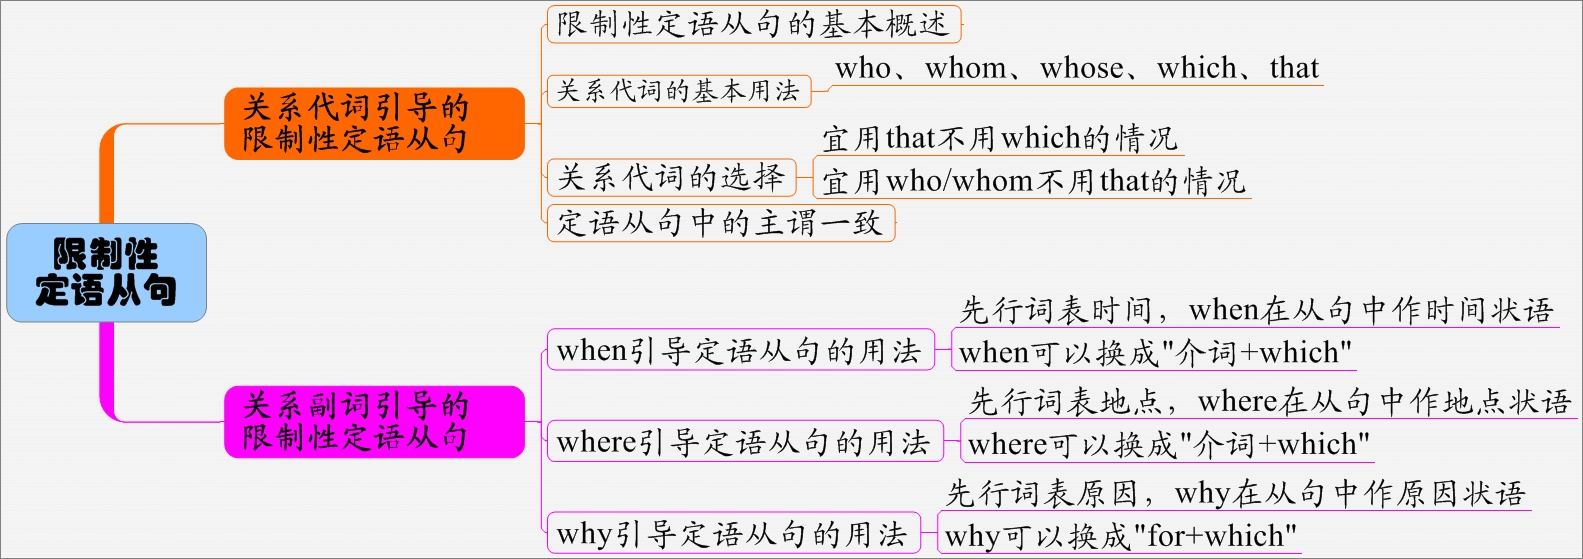 限制性
定语从句
关系代词引导的
限制性定语从句
限制性定语从句的基本概述
关系代词的基本用法
who、whom、whose、which、that
关系代词的选择
宜用that不用which的情况
宜用who/whom不用that的情况
定语从句中的主谓一致
关系副词引导的
限制性定语从句
when引导定语从句的用法
先行词表时间，when在从句中作时间状语
when可以换成"介词+which"
where引导定语从句的用法
先行词表地点，where在从句中作地点状语
where可以换成"介词+which"
why引导定语从句的用法
先行词表原因，why在从句中作原因状语
why可以换成"for+which"